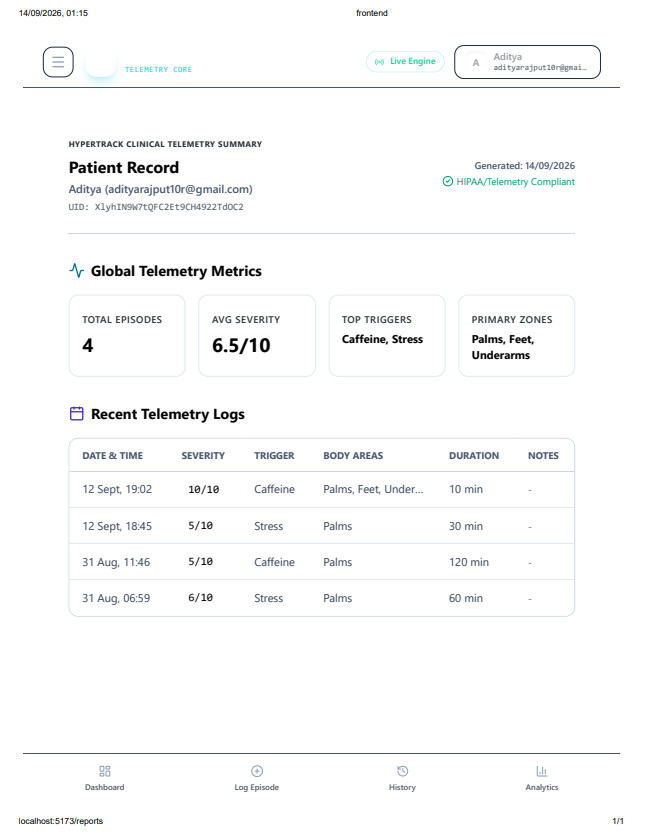 14/09/2026, 01:15 frontend
TELEMETRY CORE
Live Engine
A
Aditya
adityarajput10r@gmai…
HYPERTRACK CLINICAL TELEMETRY SUMMARY
Patient Record
Aditya (adityarajput10r@gmail.com)
UID: XlyhIN9W7tQFC2Et9CH4922TdOC2
Generated: 14/09/2026
HIPAA/Telemetry Compliant
Global Telemetry Metrics
TOTAL EPISODES
4
AVG SEVERITY
6.5/10
TOP TRIGGERS
Caffeine, Stress
PRIMARY ZONES
Palms, Feet,
Underarms
Recent Telemetry Logs
DATE & TIME SEVERITY TRIGGER BODY AREAS DURATION NOTES
12 Sept, 19:02 10/10 Caffeine Palms, Feet, Under... 10 min -
12 Sept, 18:45 5/10 Stress Palms 30 min -
31 Aug, 11:46 5/10 Caffeine Palms 120 min -
31 Aug, 06:59 6/10 Stress Palms 60 min -
Dashboard Log Episode History Analytics
localhost:5173/reports 1/1